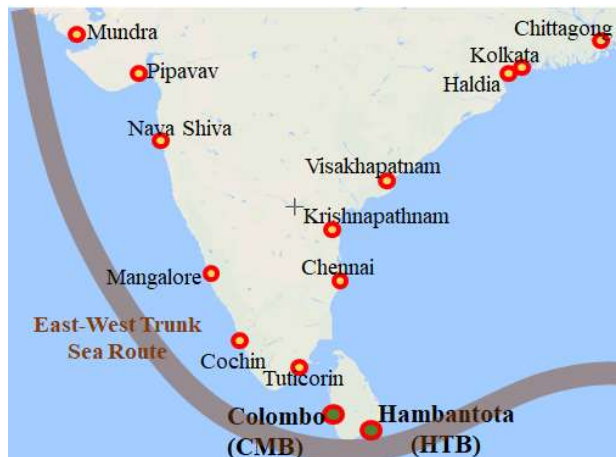 Mundra
Chittagong
Kolkata
Haldia
Pipavav
Nava Shiva
Visakhapatnam
Krishnapathnam
Mangalore
Chennai
East-West Trunk
Sea Route
Cochin
Tuticorin
Colombo
(CMB)
Hambantota
(HTB)